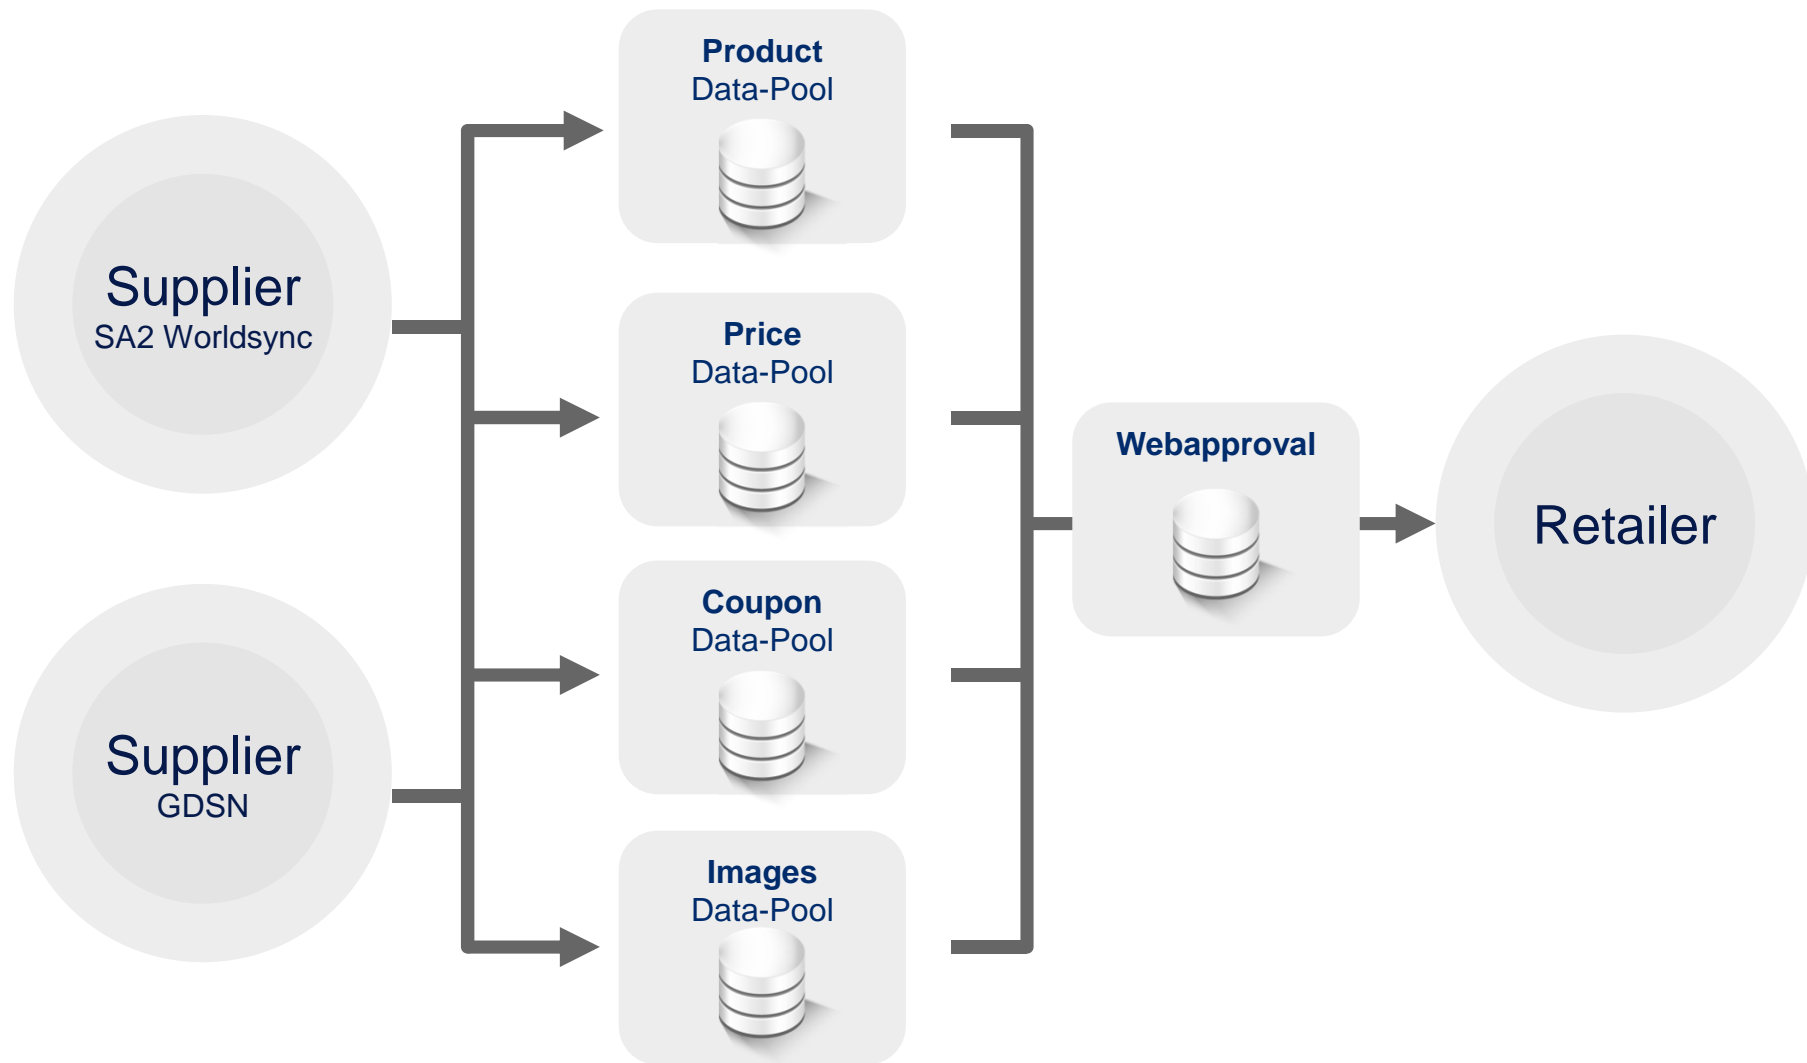 Supplier
SA2 Worldsync
Supplier
GDSN
Product
Data-Pool
Price
Data-Pool
Coupon
Data-Pool
Images
Data-Pool
Webapproval
Retailer